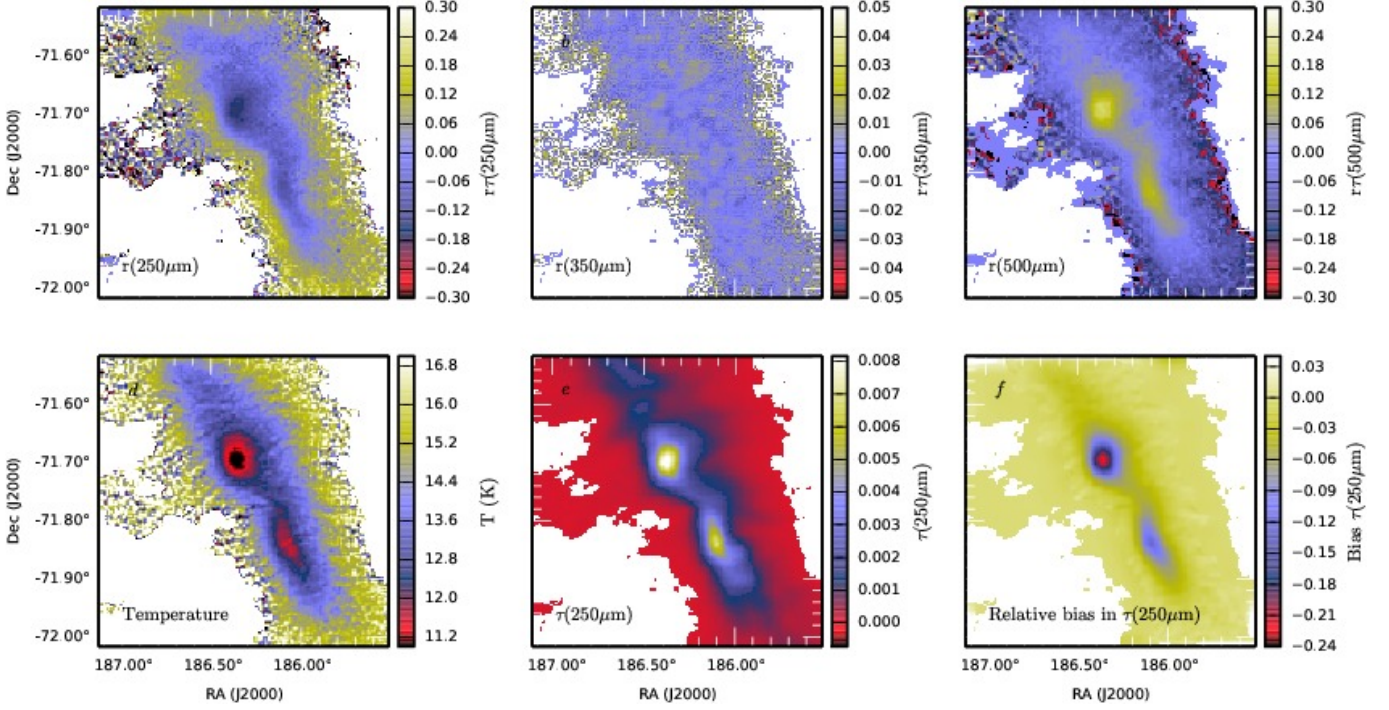 a
r(250μm)
Dec (J2000)
-71.60°
-71.70°
-71.80°
-71.90°
-72.00°
0.30
0.24
0.18
0.12
0.06
0.00
−0.06
−0.12
−0.18
−0.24
−0.30
rτ(250μm)
b
r(350μm)
0.05
0.04
0.03
0.02
0.01
0.00
−0.01
−0.02
−0.03
−0.04
−0.05
rτ(350μm)
r(500μm)
0.30
0.24
0.18
0.12
0.06
0.00
−0.06
−0.12
−0.18
−0.24
−0.30
rτ(500μm)
d
Temperature
Dec (J2000)
-71.60°
-71.70°
-71.80°
-71.90°
-72.00°
187.00° 186.50° 186.00°
RA (J2000)
16.8
16.0
15.2
14.4
13.6
12.8
12.0
11.2
T (K)
e
τ(250μm)
187.00° 186.50° 186.00°
RA (J2000)
0.008
0.007
0.006
0.005
0.004
0.003
0.002
0.001
0.000
τ(250μm)
f
Relative bias in τ(250μm)
187.00° 186.50° 186.00°
RA (J2000)
0.03
0.00
−0.03
−0.06
−0.09
−0.12
−0.15
−0.18
−0.21
−0.24
Bias τ(250μm)